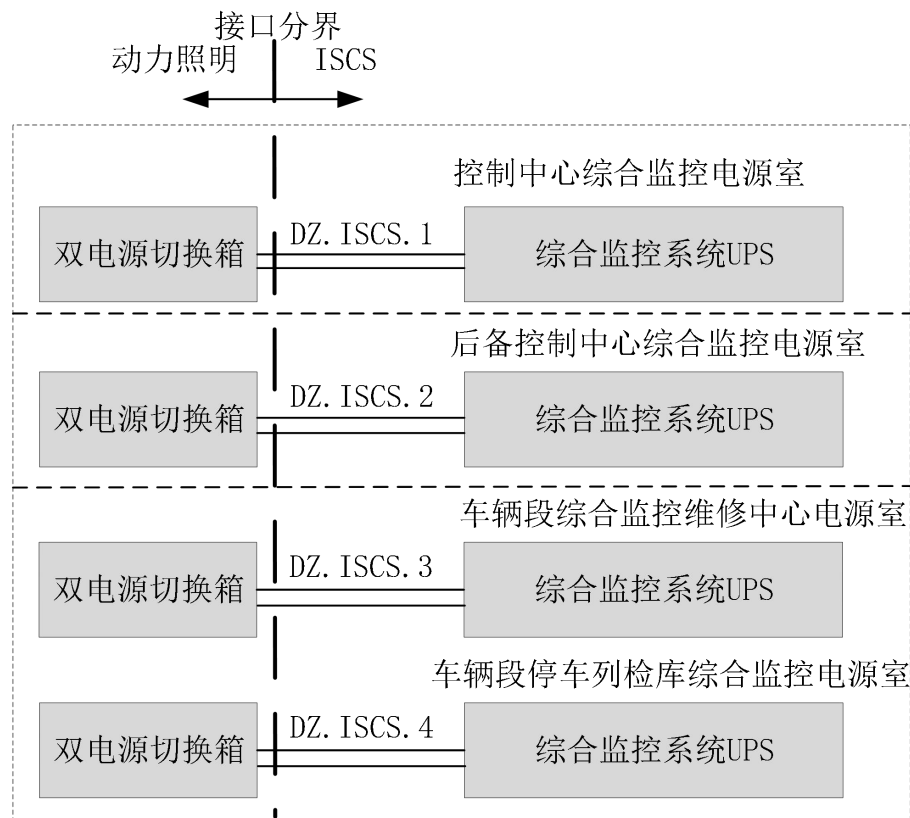 接口分界
动力照明 ISCS
控制中心综合监控电源室
双电源切换箱 DZ.ISCS.1 综合监控系统UPS
后备控制中心综合监控电源室
双电源切换箱 DZ.ISCS.2 综合监控系统UPS
车辆段综合监控维修中心电源室
双电源切换箱 DZ.ISCS.3 综合监控系统UPS
车辆段停车列检库综合监控电源室
双电源切换箱 DZ.ISCS.4 综合监控系统UPS